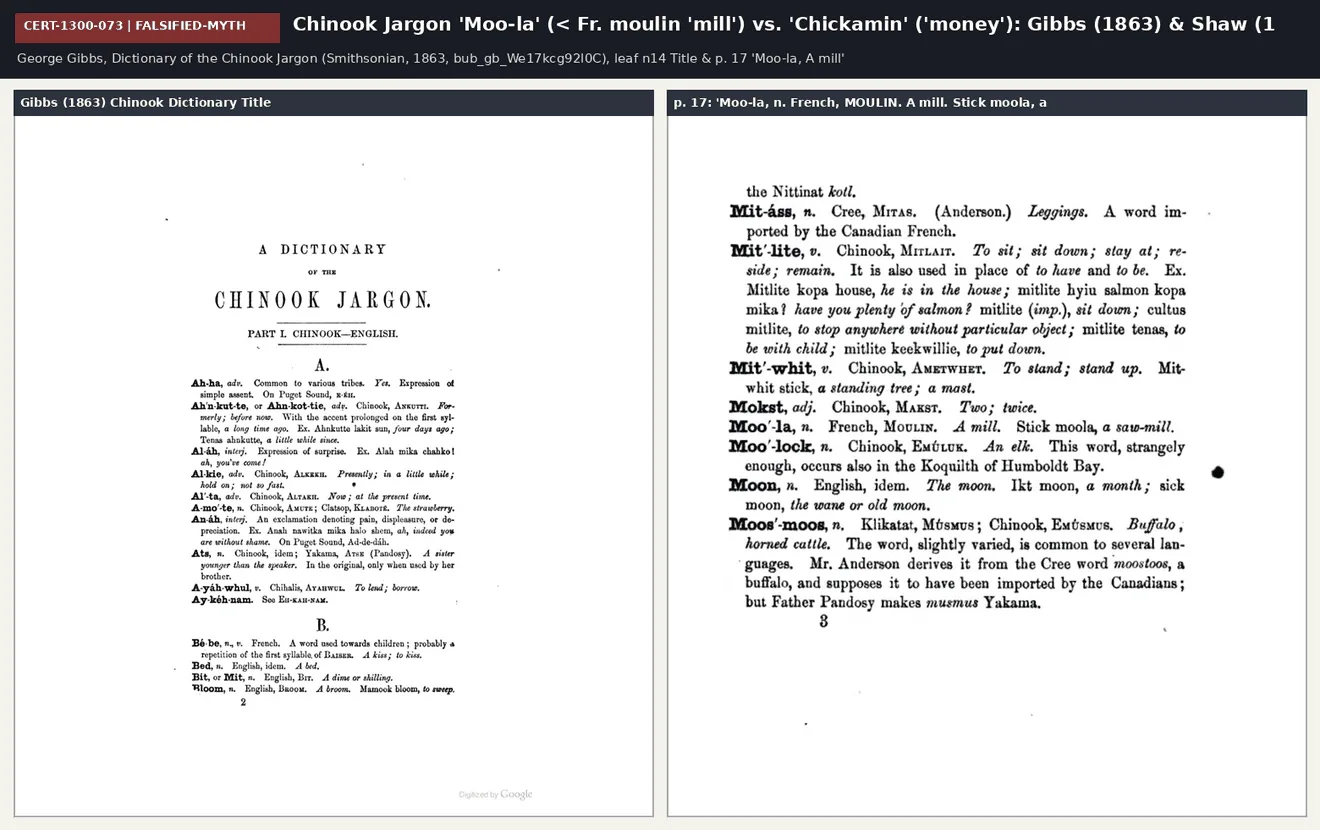 CERT-1300-073 | FALSIFIED-MYTH
Chinook Jargon 'Moo-la' (< Fr. moulin 'mill') vs. 'Chickamin' ('money'): Gibbs (1863) & Shaw (1
George Gibbs, Dictionary of the Chinook Jargon (Smithsonian, 1863, bub_gb_We17kcg92l0C), leaf n14 Title & p. 17 'Moo-la, A mill'
Gibbs (1863) Chinook Dictionary Title
A DICTIONARY
OF THE
CHINOOK JARGON.
PART I. CHINOOK—ENGLISH.
A.
Ah-ha, adv. Common to various tribes. Yes. Expression of
simple assent. On Puget Sound, E-ÉH.
Ah'n-kut-te, or Ahn-kot-tie, adv. Chinook, ANKUTTI. For-
merly; before now. With the accent prolonged on the first syl-
lable, a long time ago. Ex. Ahnkutte lakit sun, four days ago;
Tenas ahnkutte, a little while since.
Al-áh, interj. Expression of surprise. Ex. Alah mika chahko!
ah, you've come!
Al-kie, adv. Chinook, ALKEKH. Presently; in a little while;
hold on; not so fast.
Al'-ta, adv. Chinook, ALTAKH. Now; at the present time.
A-mo'-te, n. Chinook, AMUTE; Clatsop, KLABOTÉ. The strawberry.
An-áh, interj. An exclamation denoting pain, displeasure, or de-
preciation. Ex. Anah nawitka mika halo shem, ah, indeed you
are without shame. On Puget Sound, Ad-de-dáh.
Ats, n. Chinook, idem; Yakama, ATSE (Pandosy). A sister
younger than the speaker. In the original, only when used by her
brother.
A-yáh-whul, v. Chihalis, AYAHWUL. To lend; borrow.
Ay-kéh-nam. See EH-KAH-NAM.
B.
Bé-be, n., v. French. A word used towards children; probably a
repetition of the first syllable of BAISER. A kiss; to kiss.
Bed, n. English, idem. A bed.
Bit, or Mit, n. English, BIT. A dime or shilling.
Bloom, n. English, BROOM. A broom. Mamook bloom, to sweep.
2
Digitized by Google
p. 17: 'Moo-la, n. French, MOULIN. A mill. Stick moola, a
the Nittinat kotl.
Mit-áss, n. Cree, MITAS. (Anderson.) Leggings. A word im-
ported by the Canadian French.
Mit'-lite, v. Chinook, MITLAIT. To sit; sit down; stay at; re-
side; remain. It is also used in place of to have and to be. Ex.
Mitlite kopa house, he is in the house; mitlite hyiu salmon kopa
mika? have you plenty of salmon? mitlite (imp.), sit down; cultus
mitlite, to stop anywhere without particular object; mitlite tenas, to
be with child; mitlite keekwillie, to put down.
Mit'-whit, v. Chinook, AMETWHET. To stand; stand up. Mit-
whit stick, a standing tree; a mast.
Mokst, adj. Chinook, MAKST. Two; twice.
Moo'-la, n. French, MOULIN. A mill. Stick moola, a saw-mill.
Moo'-lock, n. Chinook, EMÚLUK. An elk. This word, strangely
enough, occurs also in the Koquilth of Humboldt Bay.
Moon, n. English, idem. The moon. Ikt moon, a month; sick
moon, the wane or old moon.
Moos'-moos, n. Klikatat, MÚSMUS; Chinook, EMÚSMUS. Buffalo,
horned cattle. The word, slightly varied, is common to several lan-
guages. Mr. Anderson derives it from the Cree word moostoos, a
buffalo, and supposes it to have been imported by the Canadians;
but Father Pandosy makes musmus Yakama.
3